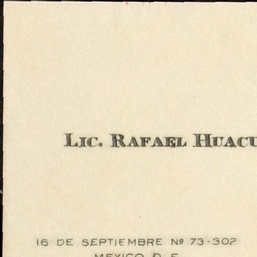 Lic. Rafael Huacu
16 DE SEPTIEMBRE Nº 73-302
MEXICO D. F.